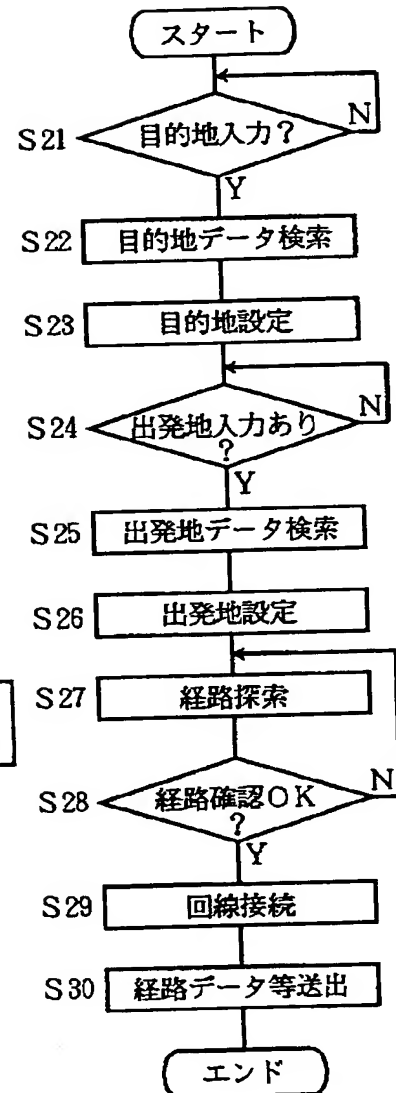 スタート
N
S21 目的地入力?
Y
S22 目的地データ検索
S23 目的地設定
N
S24 出発地入力あり
?
Y
S25 出発地データ検索
S26 出発地設定
S27 経路探索
N
S28 経路確認OK
?
Y
S29 回線接続
S30 経路データ等送出
エンド